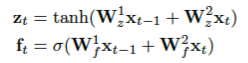 z_t = tanh(W_z^1 x_{t-1} + W_z^2 x_t)
f_t = σ(W_f^1 x_{t-1} + W_f^2 x_t)